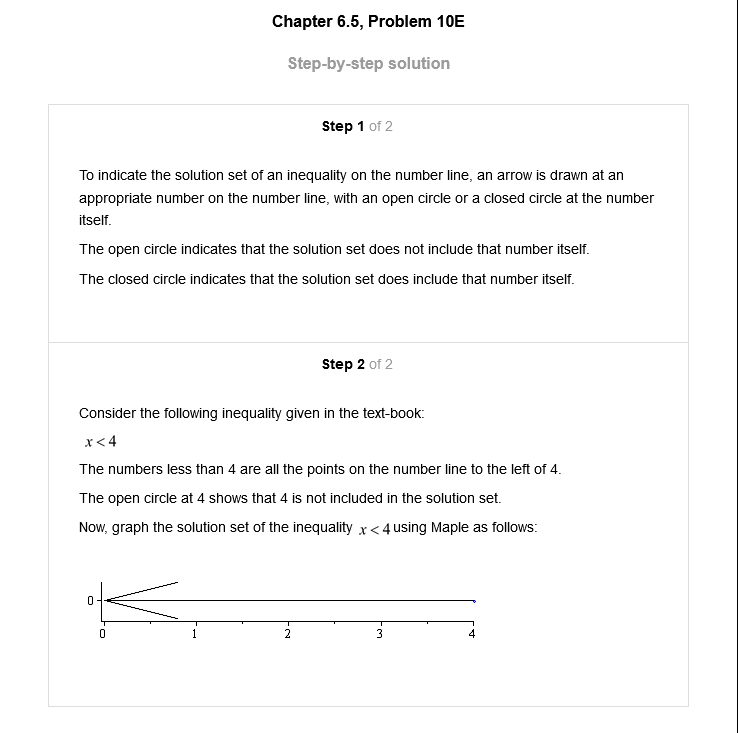 Chapter 6.5, Problem 10E
Step-by-step solution
Step 1 of 2
To indicate the solution set of an inequality on the number line, an arrow is drawn at an
appropriate number on the number line, with an open circle or a closed circle at the number
itself.
The open circle indicates that the solution set does not include that number itself.
The closed circle indicates that the solution set does include that number itself.
Step 2 of 2
Consider the following inequality given in the text-book:
x < 4
The numbers less than 4 are all the points on the number line to the left of 4.
The open circle at 4 shows that 4 is not included in the solution set.
Now, graph the solution set of the inequality x < 4 using Maple as follows:
0
0 1 2 3 4